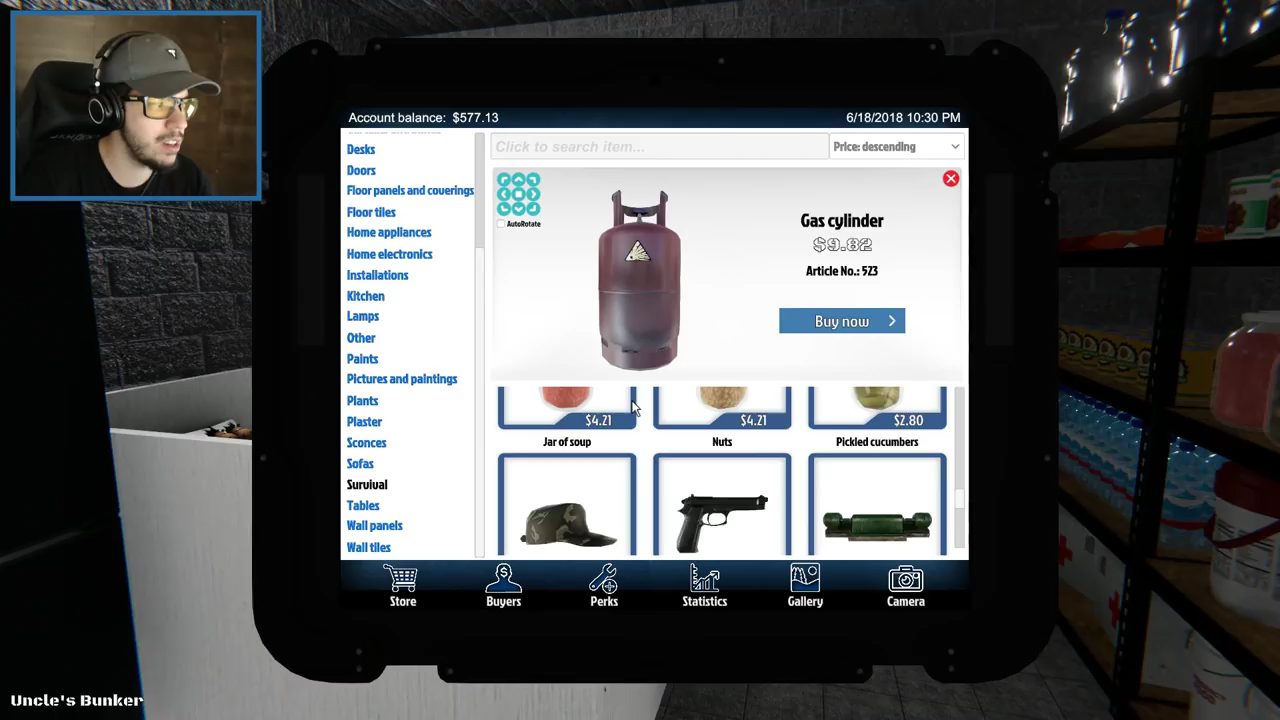 Account balance: $577.13
6/18/2018 10:30 PM
Desks
Doors
Floor panels and coverings
Floor tiles
Home appliances
Home electronics
Installations
Kitchen
Lamps
Other
Paints
Pictures and paintings
Plants
Plaster
Sconces
Sofas
Survival
Tables
Wall panels
Wall tiles
Click to search item...
Price: descending
AutoRotate
Gas cylinder
$9.82
Article No.: 523
Buy now
$4.21
$4.21
$2.80
Jar of soup
Nuts
Pickled cucumbers
Store
Buyers
Perks
Statistics
Gallery
Camera
Uncle's Bunker